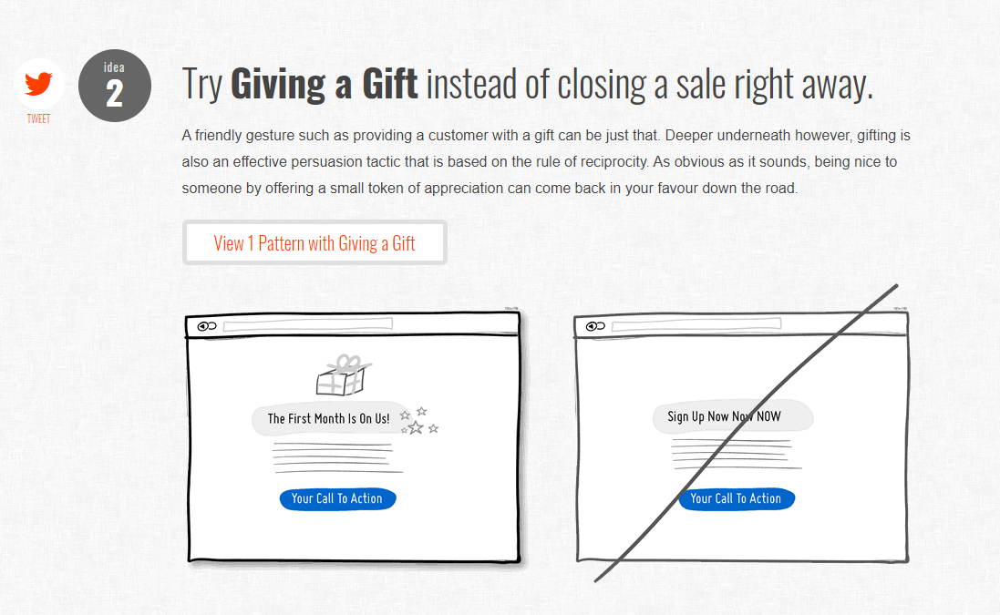 idea
2
TWEET
Try Giving a Gift instead of closing a sale right away.
A friendly gesture such as providing a customer with a gift can be just that. Deeper underneath however, gifting is
also an effective persuasion tactic that is based on the rule of reciprocity. As obvious as it sounds, being nice to
someone by offering a small token of appreciation can come back in your favour down the road.
View 1 Pattern with Giving a Gift
The First Month Is On Us!
Your Call To Action
Sign Up Now Now NOW
Your Call To Action